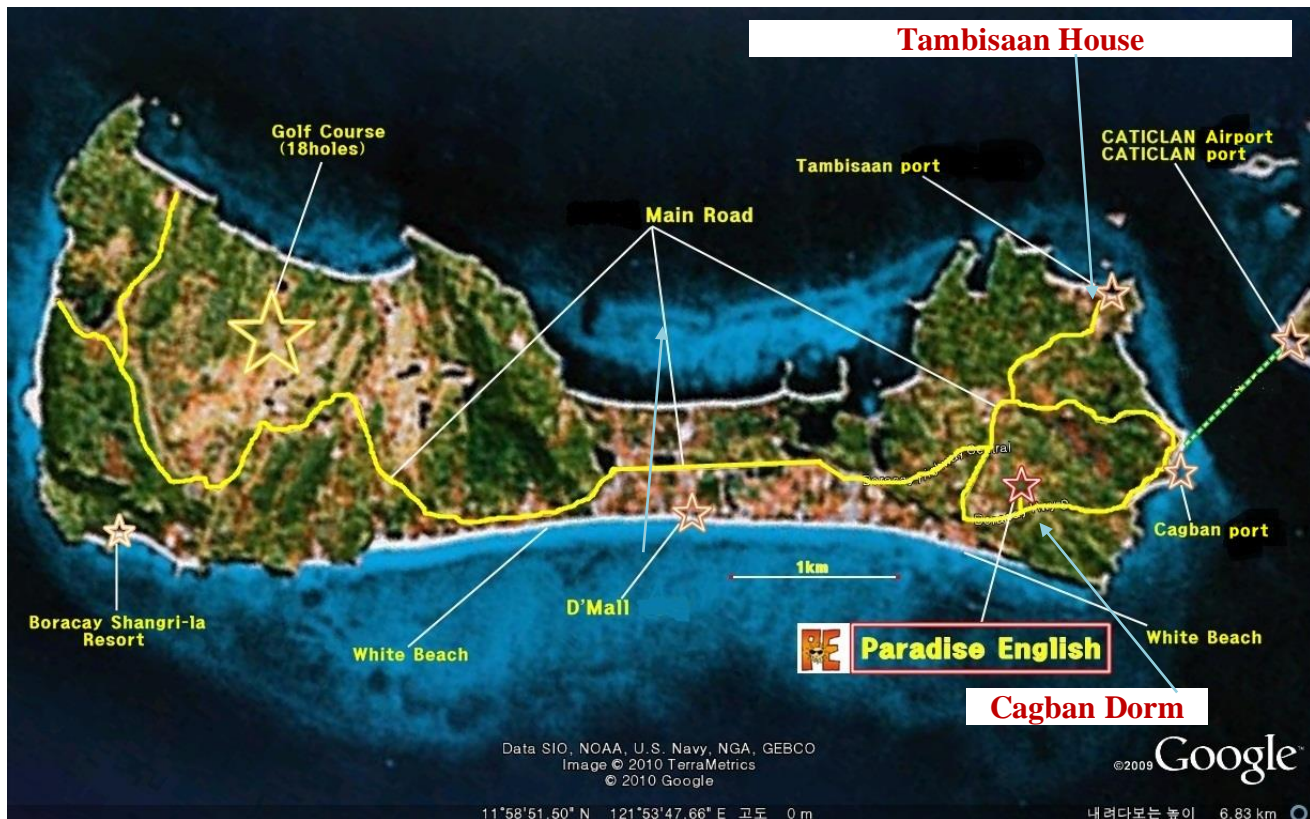 Tambisaan House
Golf Course
(18holes)
CATICLAN Airport
CATICLAN port
Tambisaan port
Main Road
Cagban port
1km
D'Mall
Boracay Shangri-la
Resort
White Beach
White Beach
PE
Paradise English
Cagban Dorm
Data SIO, NOAA, U.S. Navy, NGA, GEBCO
Image © 2010 TerraMetrics
© 2010 Google
©2009 Google
11°58'51.50" N 121°53'47.66" E 고도 0 m
내려다보는 높이 6.83 km